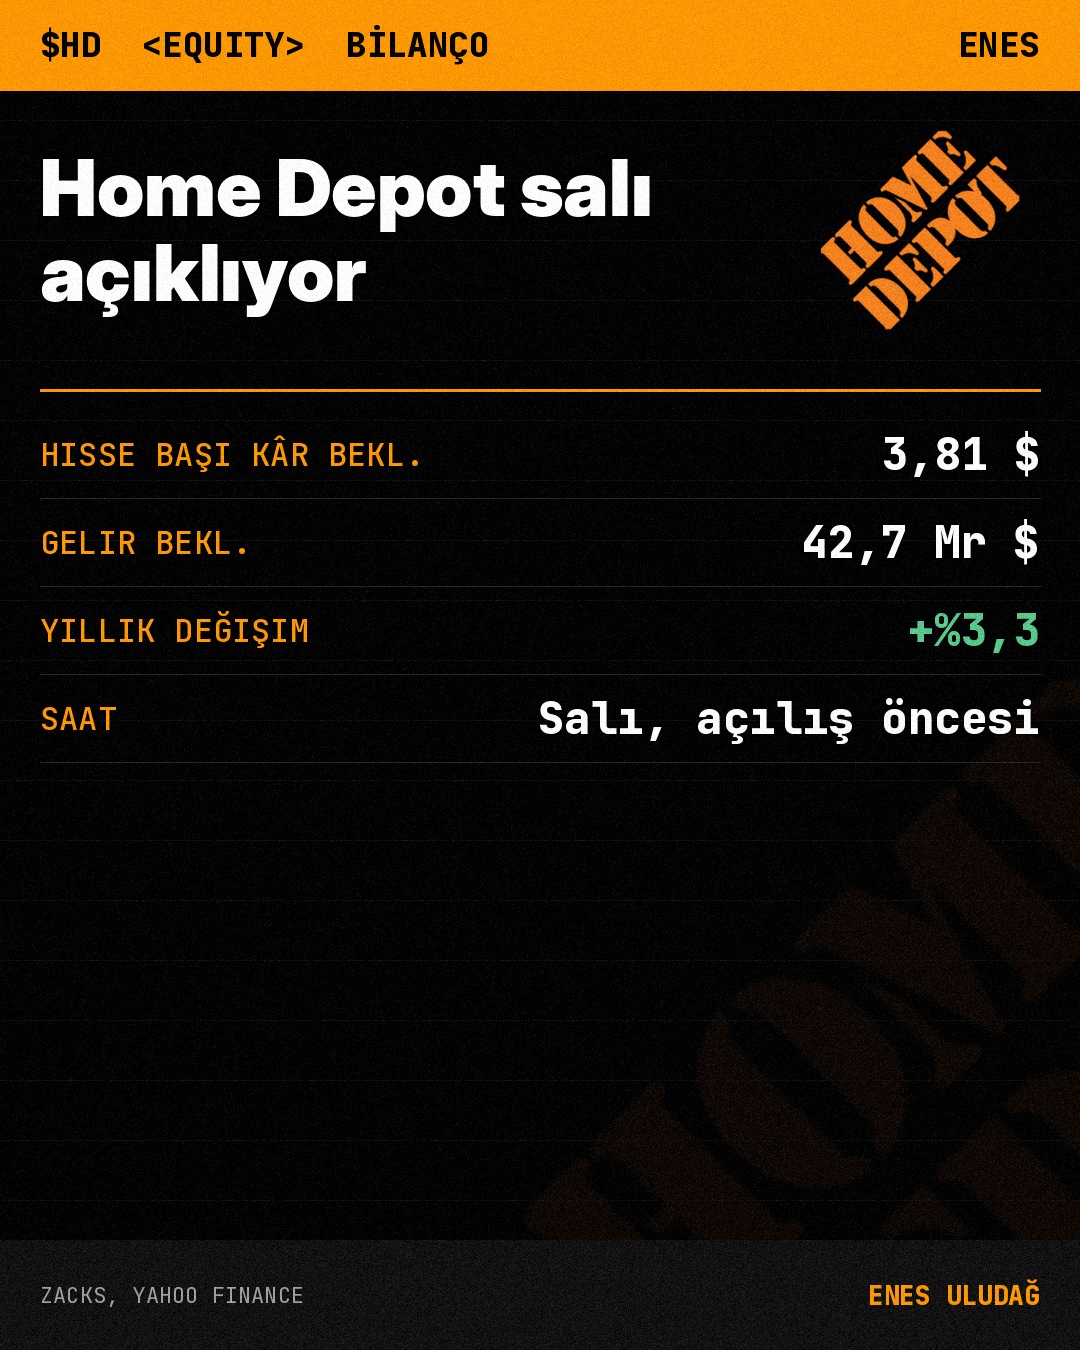 $HD <EQUITY> BİLANÇO ENES
Home Depot salı
açıklıyor
HOME
DEPOT
HISSE BAŞI KÂR BEKL. 3,81 $
GELIR BEKL. 42,7 Mr $
YILLIK DEĞIŞIM +%3,3
SAAT Salı, açılış öncesi
ZACKS, YAHOO FINANCE ENES ULUDAĞ